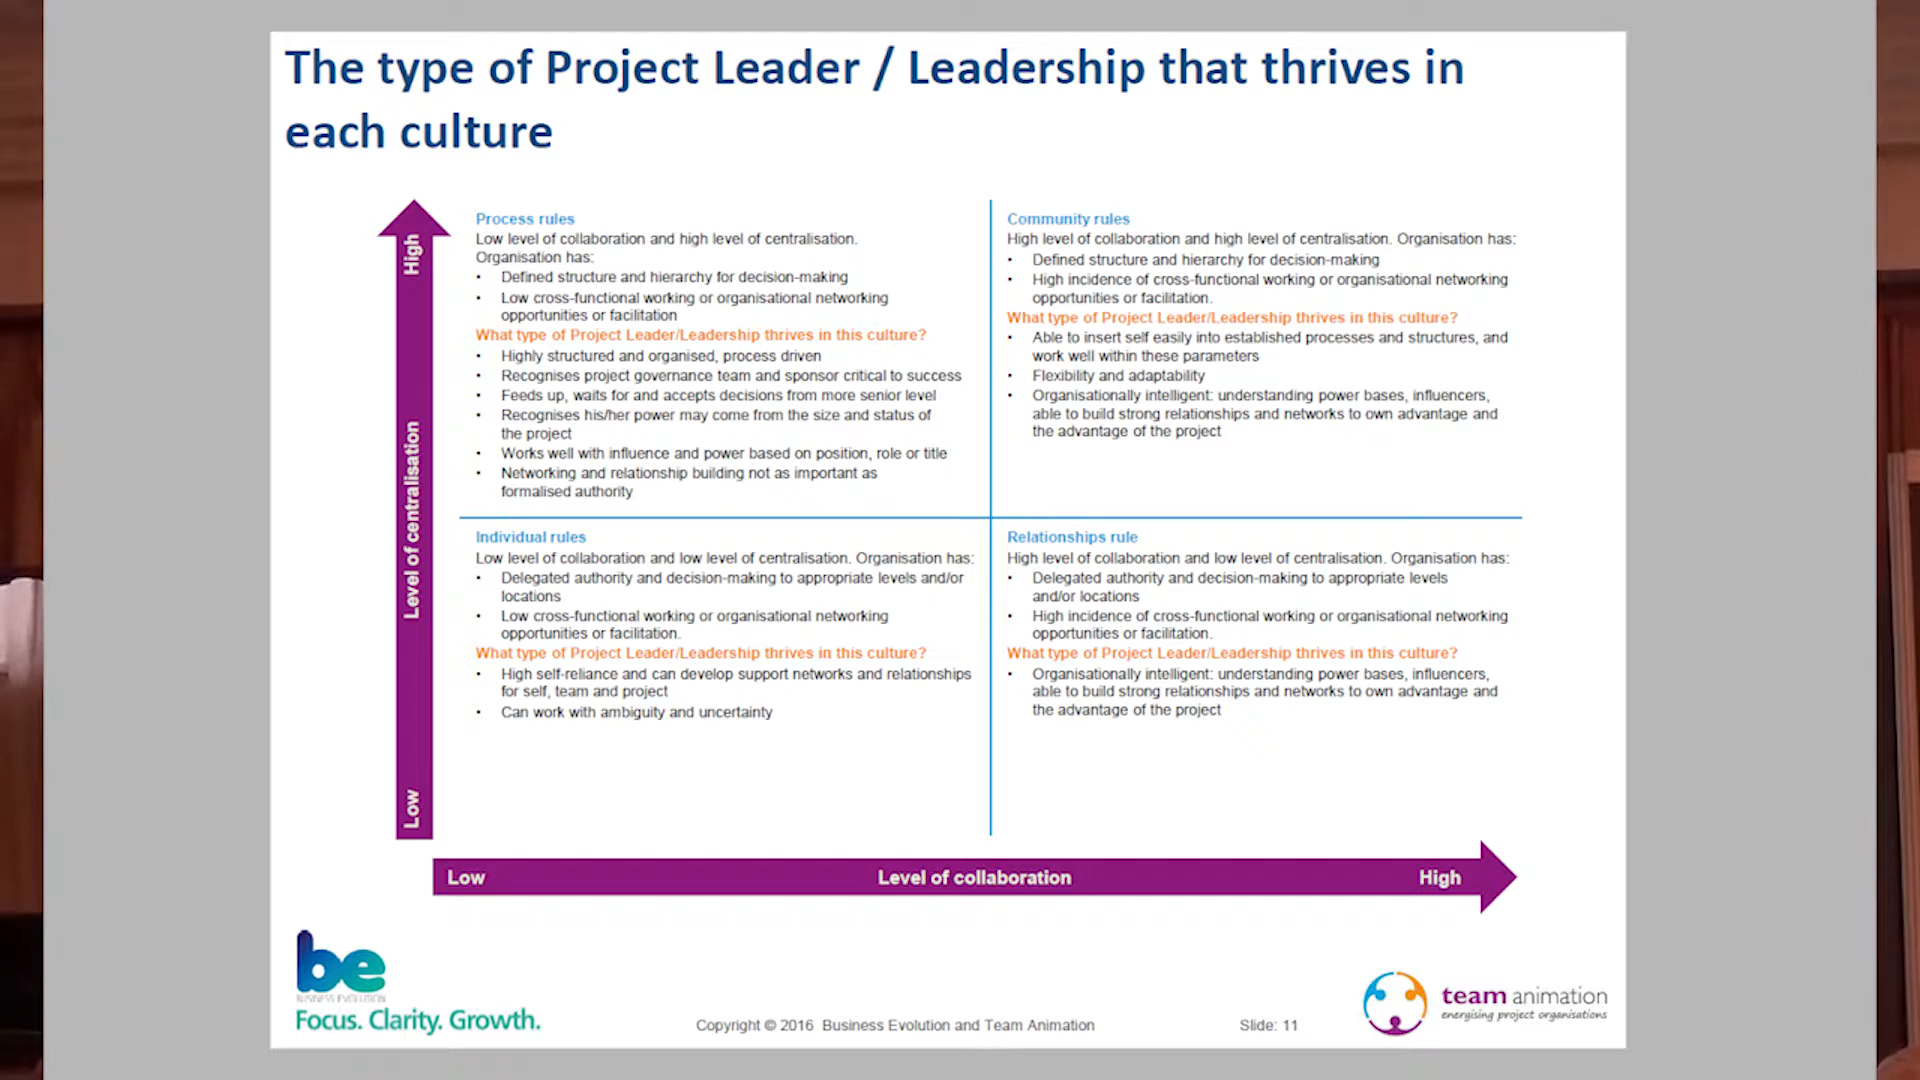 The type of Project Leader / Leadership that thrives in
each culture
High
Level of centralisation
Low
Process rules
Low level of collaboration and high level of centralisation.
Organisation has:
• Defined structure and hierarchy for decision-making
• Low cross-functional working or organisational networking
opportunities or facilitation
What type of Project Leader/Leadership thrives in this culture?
• Highly structured and organised, process driven
• Recognises project governance team and sponsor critical to success
• Feeds up, waits for and accepts decisions from more senior level
• Recognises his/her power may come from the size and status of
the project
• Works well with influence and power based on position, role or title
• Networking and relationship building not as important as
formalised authority
Community rules
High level of collaboration and high level of centralisation. Organisation has:
• Defined structure and hierarchy for decision-making
• High incidence of cross-functional working or organisational networking
opportunities or facilitation.
What type of Project Leader/Leadership thrives in this culture?
• Able to insert self easily into established processes and structures, and
work well within these parameters
• Flexibility and adaptability
• Organisationally intelligent: understanding power bases, influencers,
able to build strong relationships and networks to own advantage and
the advantage of the project
Individual rules
Low level of collaboration and low level of centralisation. Organisation has:
• Delegated authority and decision-making to appropriate levels and/or
locations
• Low cross-functional working or organisational networking
opportunities or facilitation.
What type of Project Leader/Leadership thrives in this culture?
• High self-reliance and can develop support networks and relationships
for self, team and project
• Can work with ambiguity and uncertainty
Relationships rule
High level of collaboration and low level of centralisation. Organisation has:
• Delegated authority and decision-making to appropriate levels
and/or locations
• High incidence of cross-functional working or organisational networking
opportunities or facilitation.
What type of Project Leader/Leadership thrives in this culture?
• Organisationally intelligent: understanding power bases, influencers,
able to build strong relationships and networks to own advantage and
the advantage of the project
Low Level of collaboration High
be
BUSINESS EVOLUTION
Focus. Clarity. Growth.
Copyright © 2016 Business Evolution and Team Animation
Slide: 11
team animation
energising project organisations